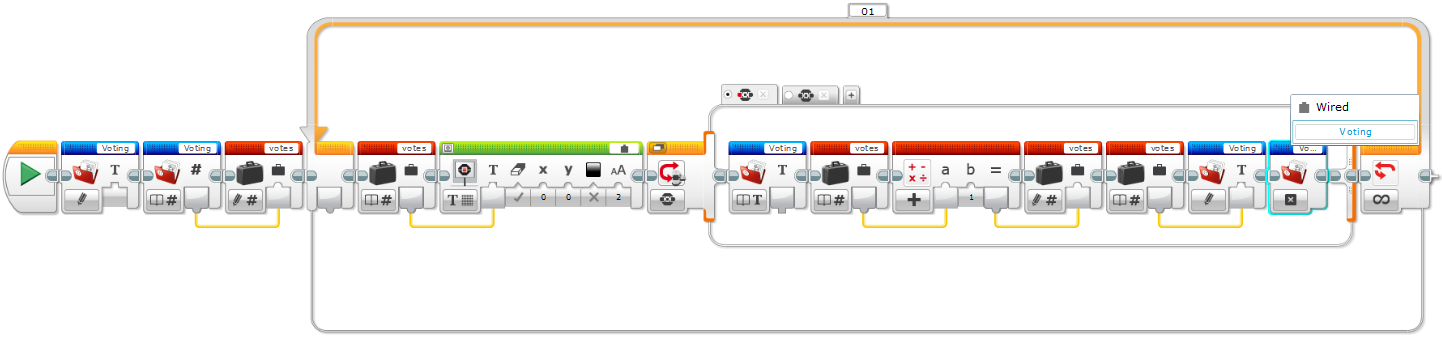 01
Wired
Voting
Voting
Voting
votes
votes
Voting
votes
votes
votes
Voting
Vo...
T
#
T
x
y
AA
T
a
b
=
T
#
#
#
T
0
0
2
T
#
1
#
#